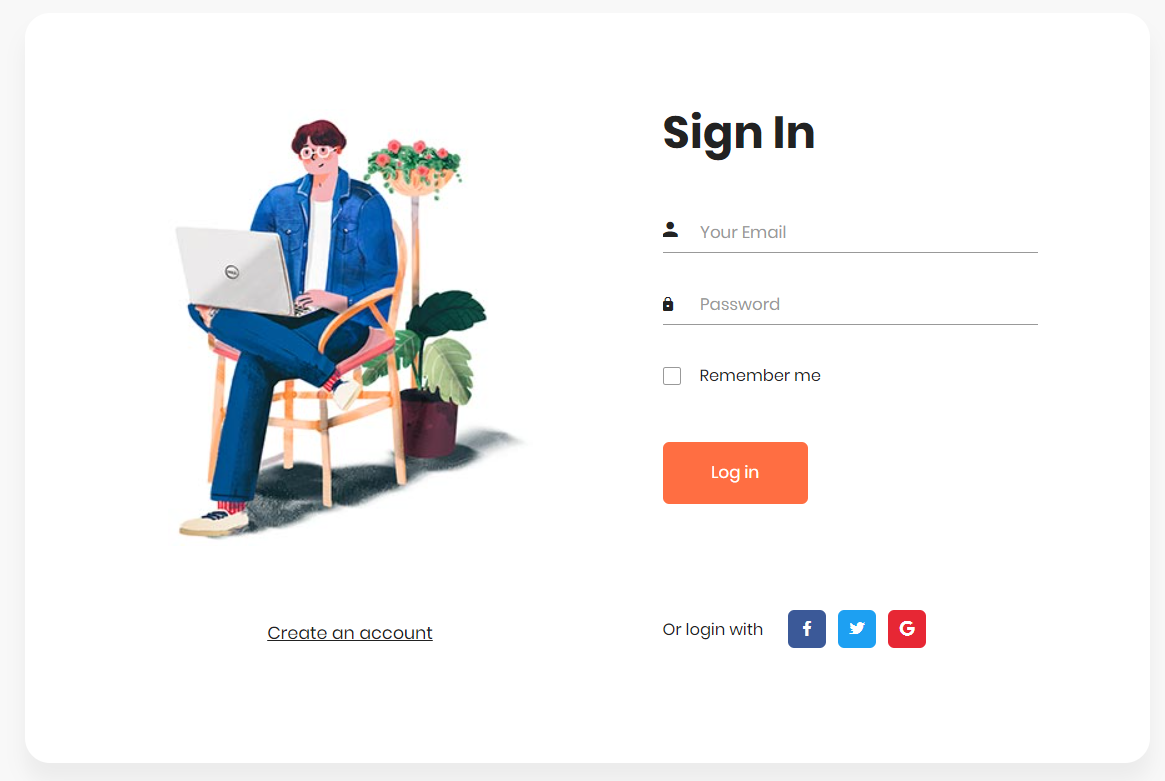 Sign In
Your Email
Password
Remember me
Log in
Create an account
Or login with